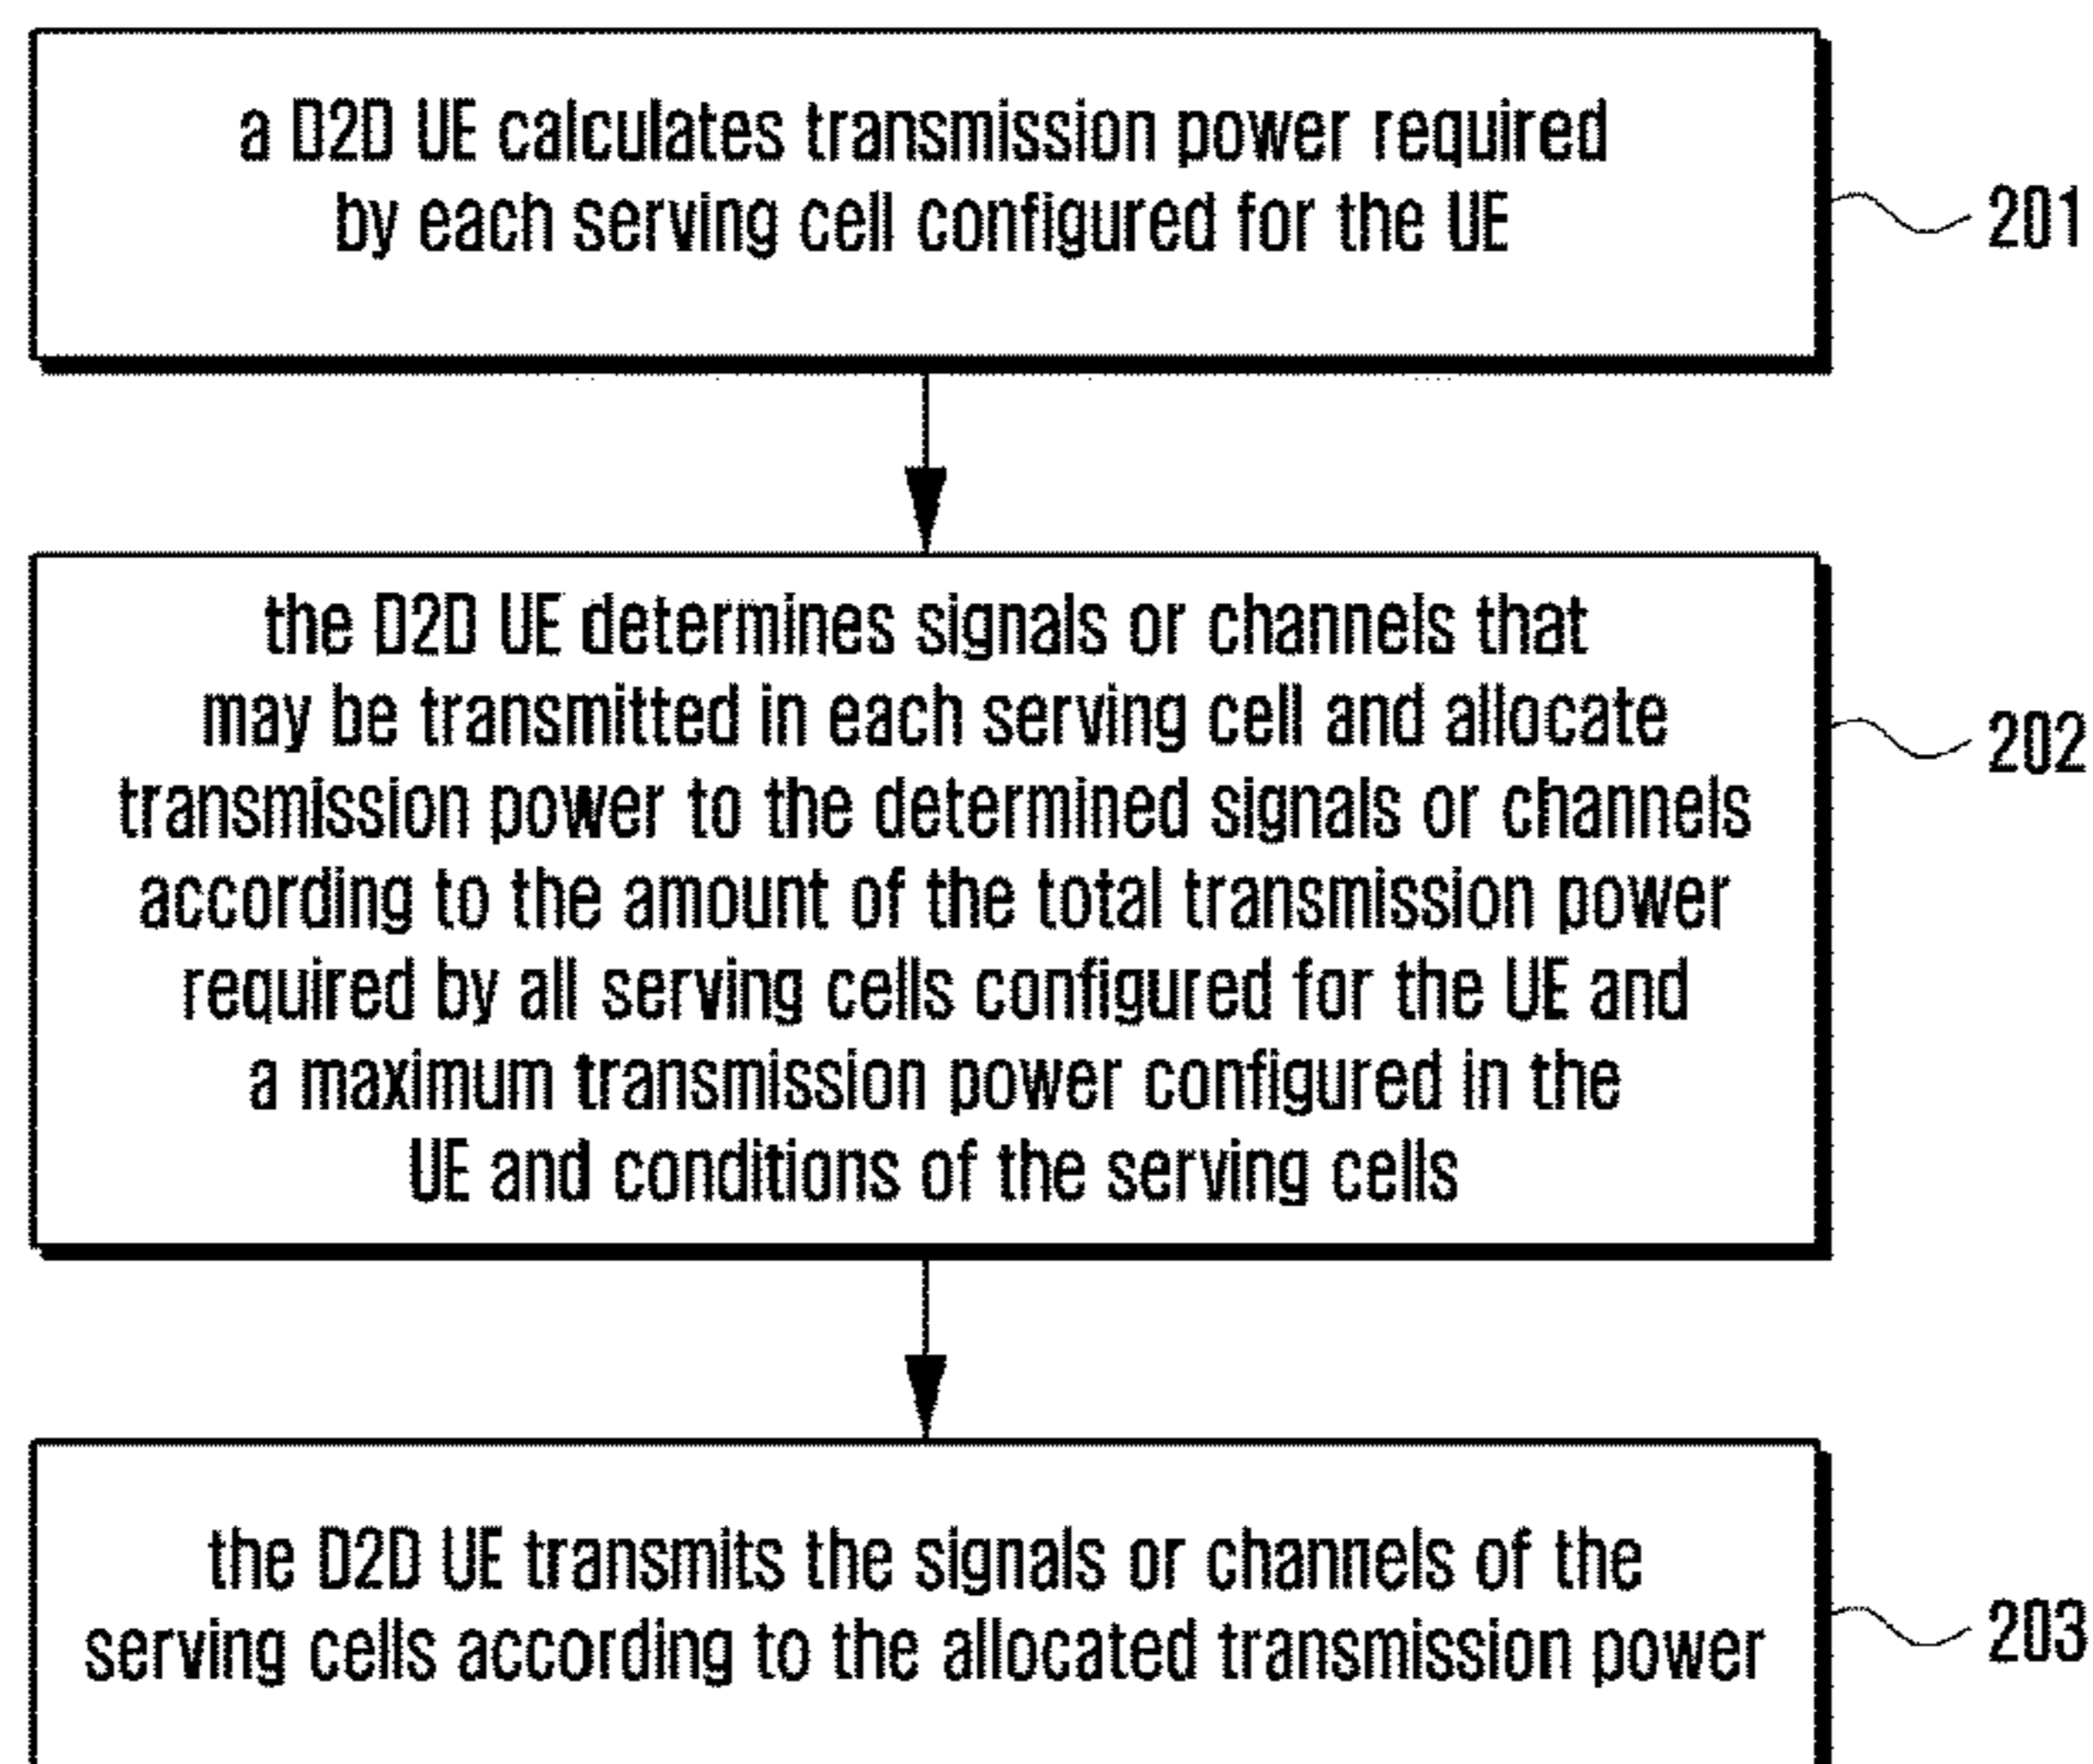 a D2D UE calculates transmission power required
by each serving cell configured for the UE
201
the D2D UE determines signals or channels that
may be transmitted in each serving cell and allocate
transmission power to the determined signals or channels
according to the amount of the total transmission power
required by all serving cells configured for the UE and
a maximum transmission power configured in the
UE and conditions of the serving cells
202
the D2D UE transmits the signals or channels of the
serving cells according to the allocated transmission power
203